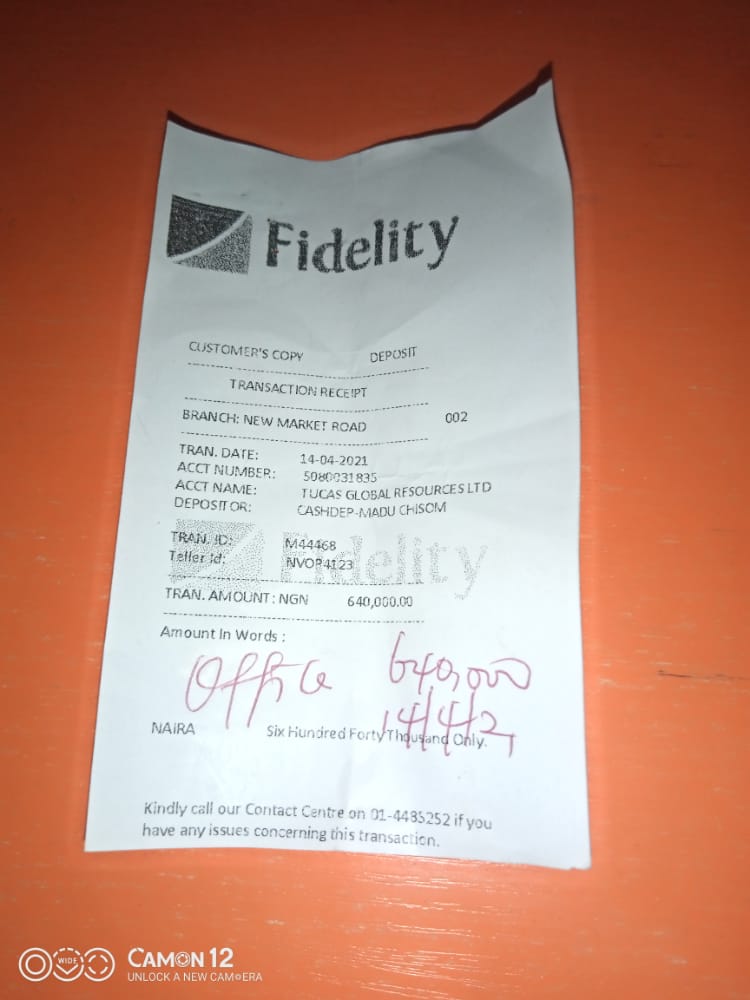 Fidelity
CUSTOMER'S COPY DEPOSIT
TRANSACTION RECEIPT
BRANCH: NEW MARKET ROAD 002
TRAN. DATE: 14-04-2021
ACCT NUMBER: 5080031835
ACCT NAME: TUCAS GLOBAL RESOURCES LTD
DEPOSITOR: CASHDEP-MADU CHISOM
Fidelity
TRAN. ID: M44468
Teller Id: NVOR4123
TRAN. AMOUNT: NGN 640,000.00
Amount In Words :
Office 640,000
14/4/21
NAIRA Six Hundred Forty Thousand Only.
Kindly call our Contact Centre on 01-4485252 if you
have any issues concerning this transaction.
WIDE CAMON 12
UNLOCK A NEW CAMERA